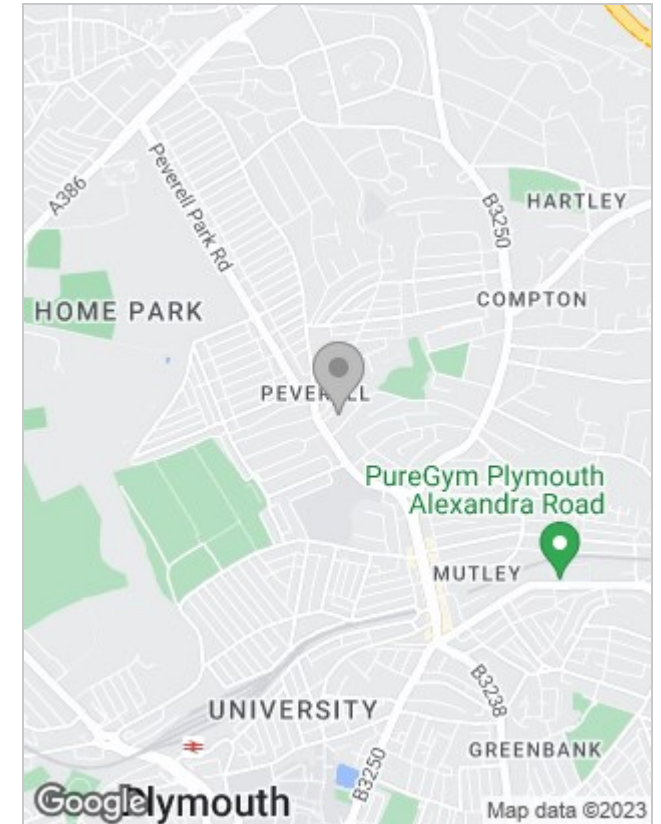 A386
Peverell Park Rd
B3250
HARTLEY
HOME PARK
COMPTON
PEVERELL
PureGym Plymouth
Alexandra Road
MUTLEY
B3238
UNIVERSITY
B3250
GREENBANK
Google
Plymouth
Map data ©2023